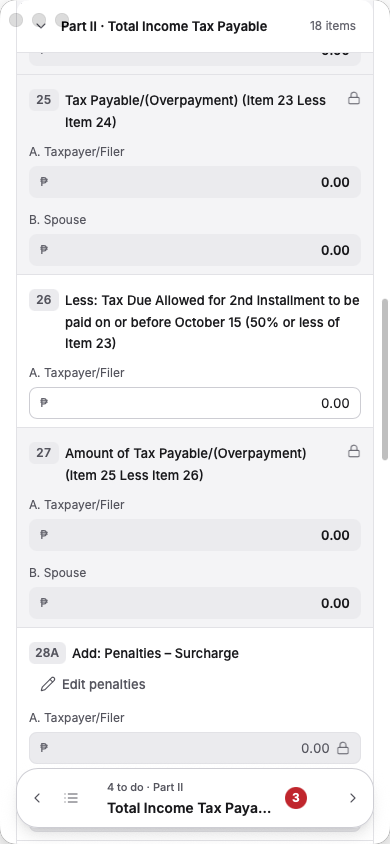 Part II · Total Income Tax Payable
18 items
25
Tax Payable/(Overpayment) (Item 23 Less
Item 24)
A. Taxpayer/Filer
₱ 0.00
B. Spouse
₱ 0.00
26
Less: Tax Due Allowed for 2nd Installment to be
paid on or before October 15 (50% or less of
Item 23)
A. Taxpayer/Filer
₱ 0.00
27
Amount of Tax Payable/(Overpayment)
(Item 25 Less Item 26)
A. Taxpayer/Filer
₱ 0.00
B. Spouse
₱ 0.00
28A
Add: Penalties – Surcharge
Edit penalties
A. Taxpayer/Filer
₱ 0.00
4 to do · Part II
Total Income Tax Paya...
3